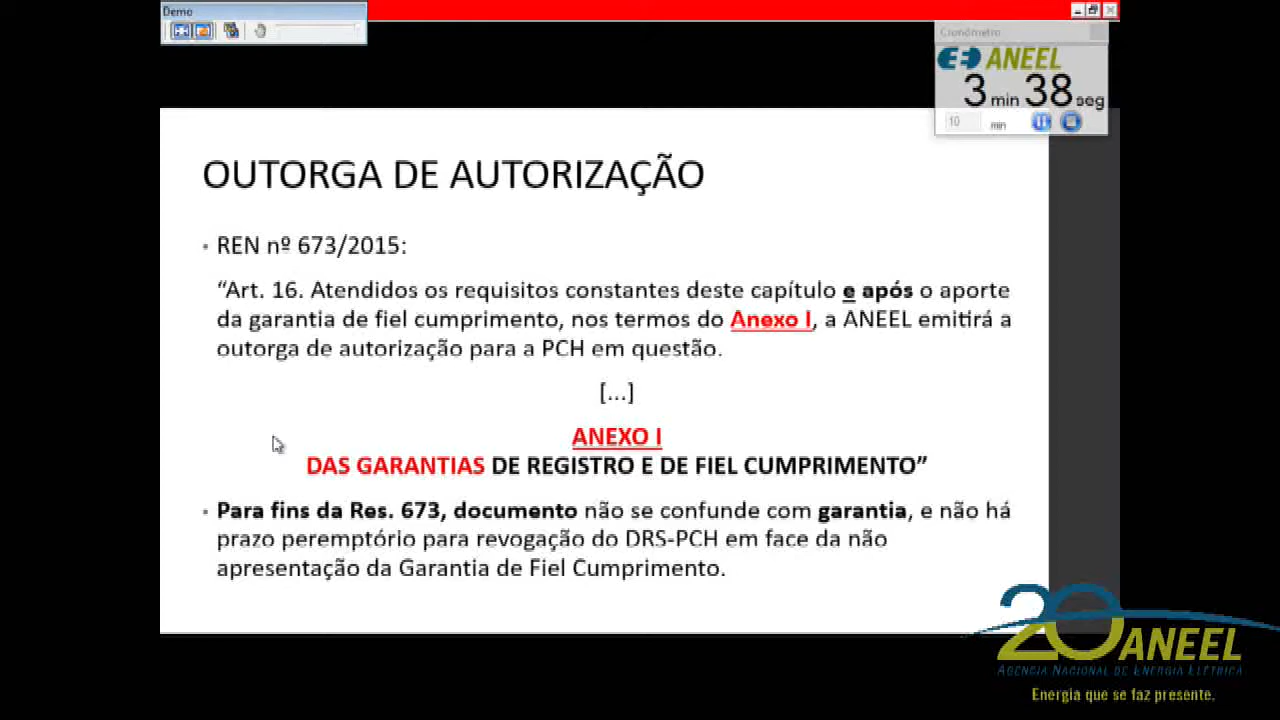 Demo
Cronômetro
ANEEL
3 min 38 seg
10 min
OUTORGA DE AUTORIZAÇÃO
• REN nº 673/2015:
“Art. 16. Atendidos os requisitos constantes deste capítulo e após o aporte
da garantia de fiel cumprimento, nos termos do Anexo I, a ANEEL emitirá a
outorga de autorização para a PCH em questão.
[...]
ANEXO I
DAS GARANTIAS DE REGISTRO E DE FIEL CUMPRIMENTO”
• Para fins da Res. 673, documento não se confunde com garantia, e não há
prazo peremptório para revogação do DRS-PCH em face da não
apresentação da Garantia de Fiel Cumprimento.
20 ANEEL
AGÊNCIA NACIONAL DE ENERGIA ELÉTRICA
Energia que se faz presente.